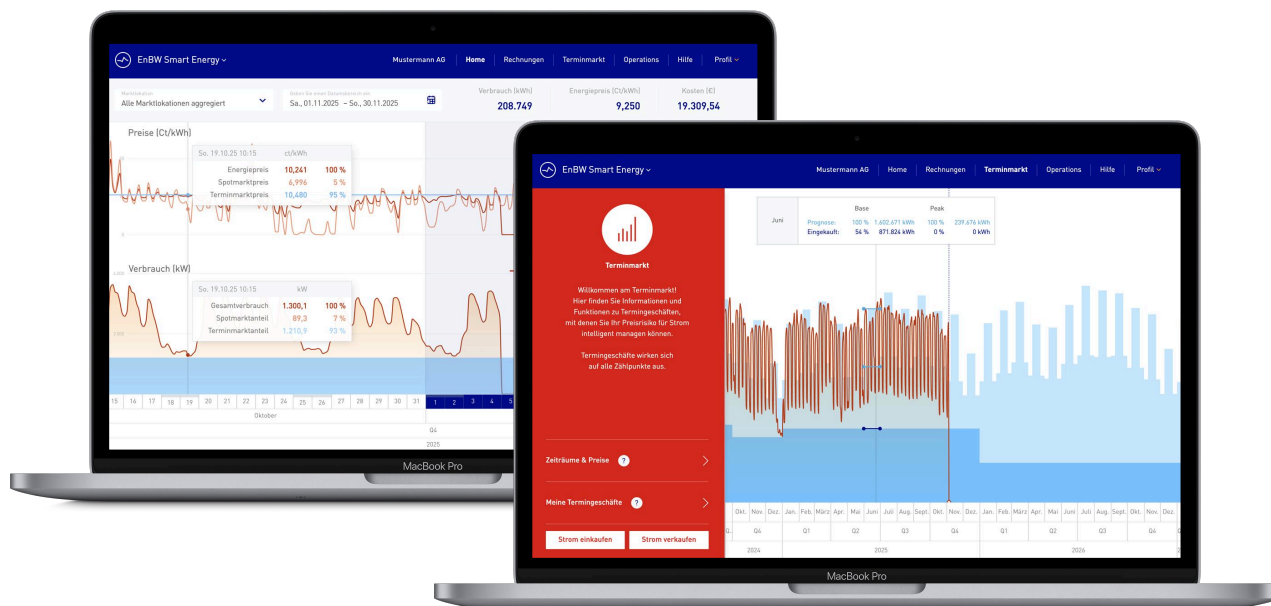 EnBW Smart Energy
Mustermann AG Home Rechnungen Terminmarkt Operations Hilfe Profil
Marktlokation
Alle Marktlokationen aggregiert
Sa., 01.11.2025 – So., 30.11.2025
Verbrauch (kWh)
208.749
Energiepreis (Ct/kWh)
9,250
Kosten (€)
19.309,54
Preise (Ct/kWh)
So. 19.10.25 10:15 ct/kWh
Energiepreis 10,241 100 %
Spotmarktpreis 6,996 5 %
Terminmarktpreis 10,480 95 %
0
Verbrauch (kW)
So. 19.10.25 10:15 kW
Gesamtverbrauch 1.300,1 100 %
Spotmarktanteil 89,3 7 %
Terminmarktanteil 1.210,9 93 %
15 16 17 18 19 20 21 22 23 24 25 26 27 28 29 30 31 1 2 3 4 5
Oktober
Q4
2025
MacBook Pro
EnBW Smart Energy
Mustermann AG Home Rechnungen Terminmarkt Operations Hilfe Profil
Terminmarkt
Willkommen am Terminmarkt!
Hier finden Sie Informationen und
Funktionen zu Termingeschäften,
mit denen Sie Ihr Preisrisiko für Strom
intelligent managen können.
Termingeschäfte wirken sich
auf alle Zählpunkte aus.
Zeiträume & Preise ?
Meine Termingeschäfte ?
Strom einkaufen Strom verkaufen
Base Peak
Juni
Prognose: 100 % 1.602.671 kWh 100 % 239.676 kWh
Eingekauft: 54 % 871.824 kWh 0 % 0 kWh
Okt. Nov. Dez. Jan. Feb. März Apr. Mai Juni Juli Aug. Sept. Okt. Nov. Dez. Jan. Feb. März Apr. Mai Juni Juli Aug. Sept. Okt. Nov. Dez.
Q4 Q1 Q2 Q3 Q4 Q1 Q2 Q3 Q4
2024 2025 2026
MacBook Pro